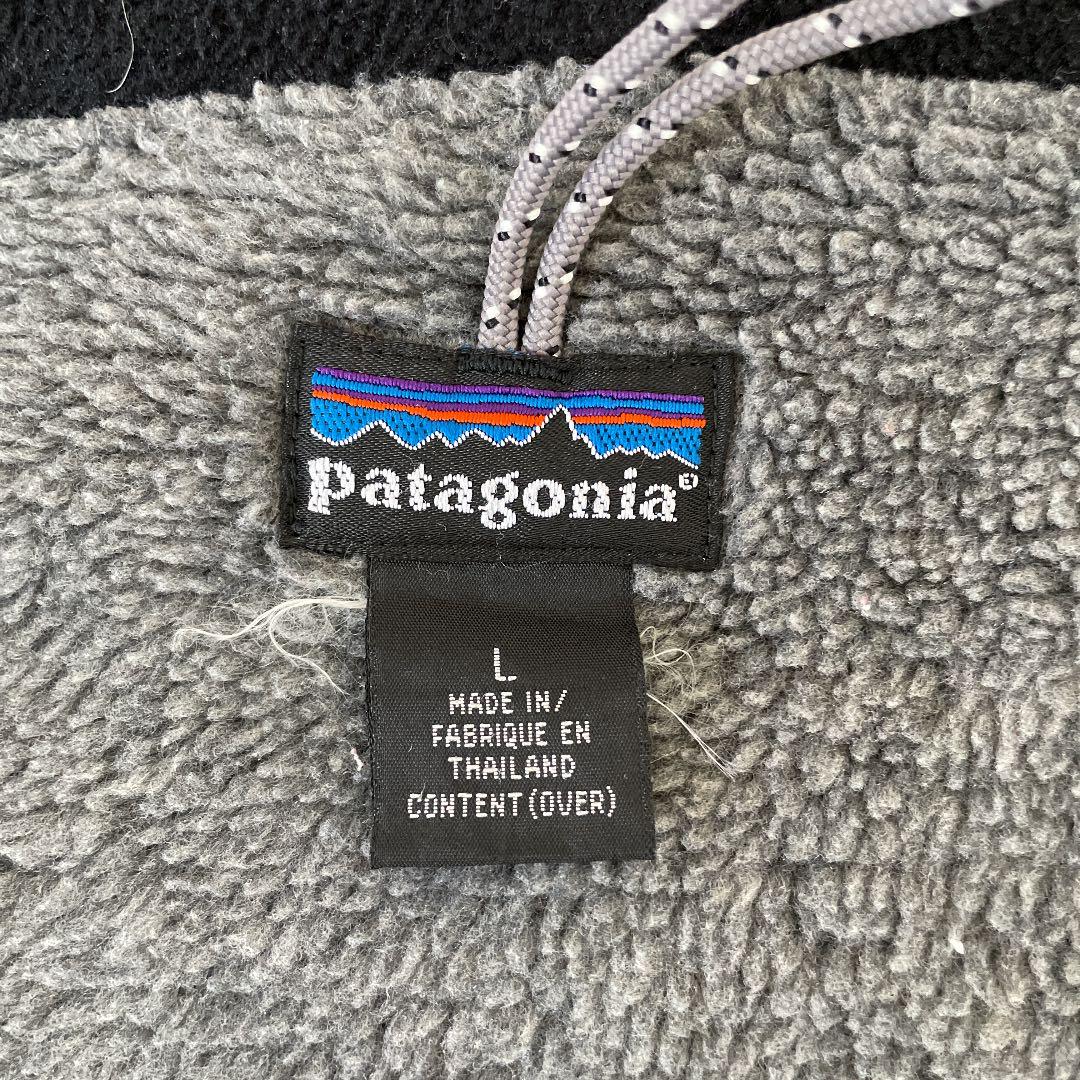 patagonia®
L
MADE IN/
FABRIQUE EN
THAILAND
CONTENT (OVER)